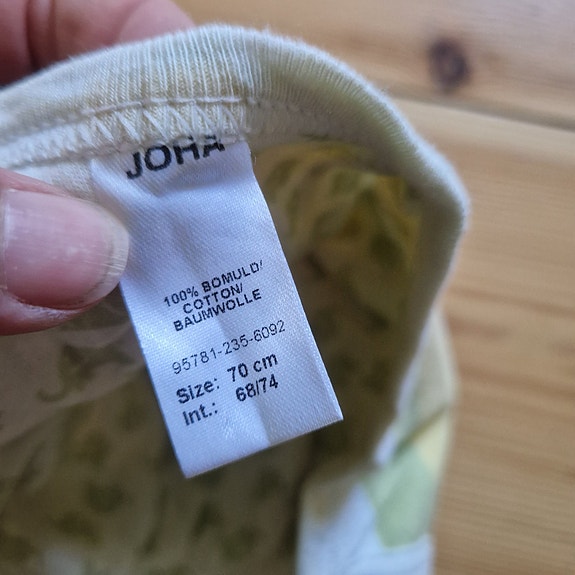 JOHA
100% BOMULD/
COTTON/
BAUMWOLLE
95781-235-6092
Size: 70 cm
Int.: 68/74